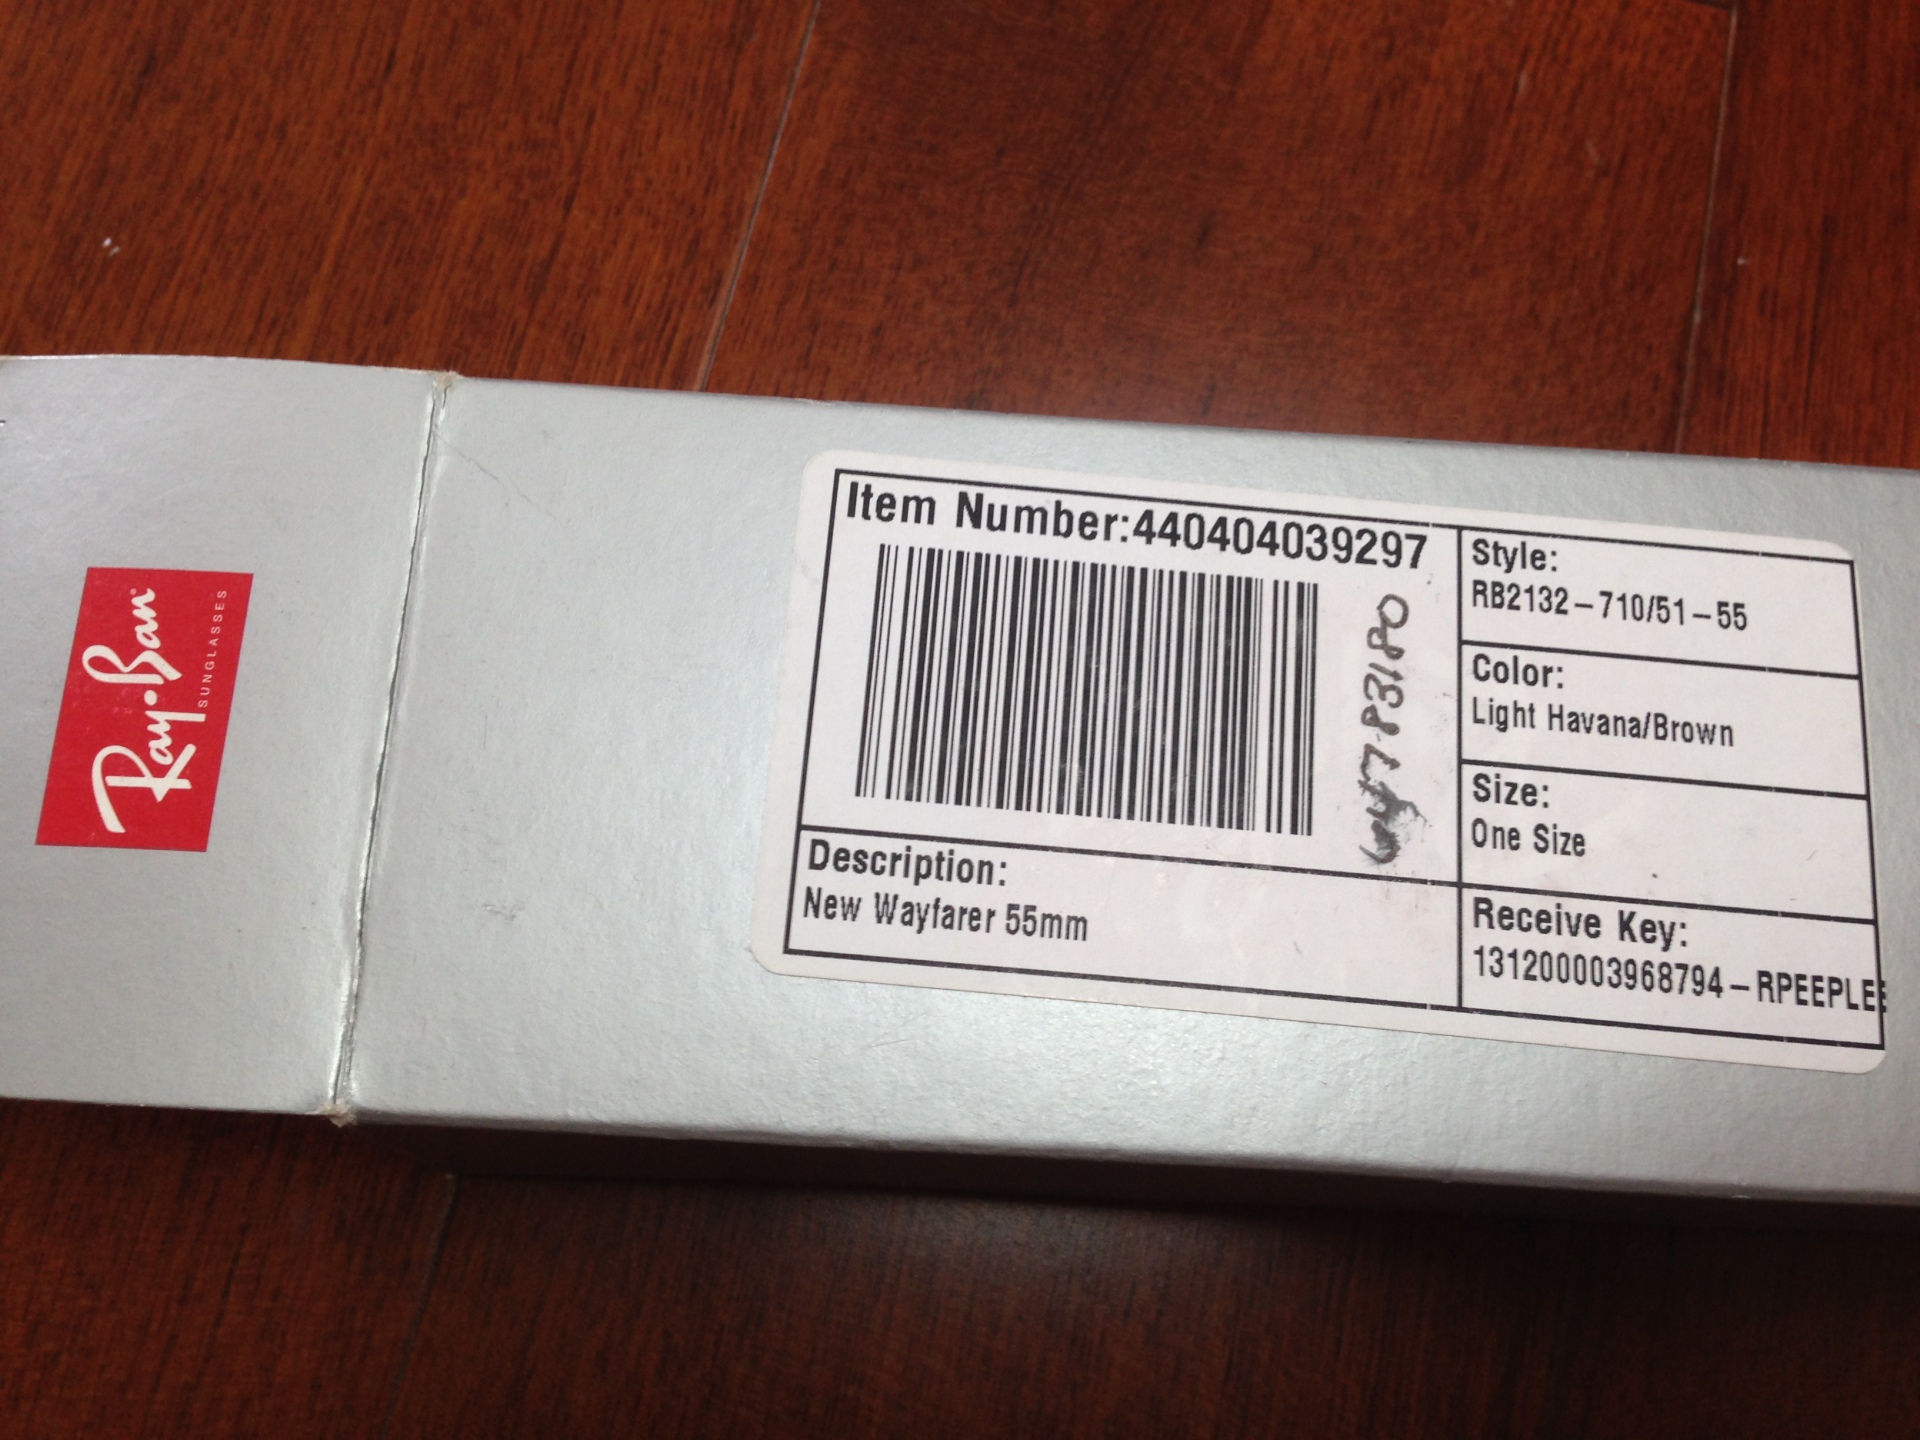 Ray-Ban
SUNGLASSES
Item Number:440404039297
Description:
New Wayfarer 55mm
Style:
RB2132-710/51-55
Color:
Light Havana/Brown
Size:
One Size
Receive Key:
131200003968794-RPEEPLEE